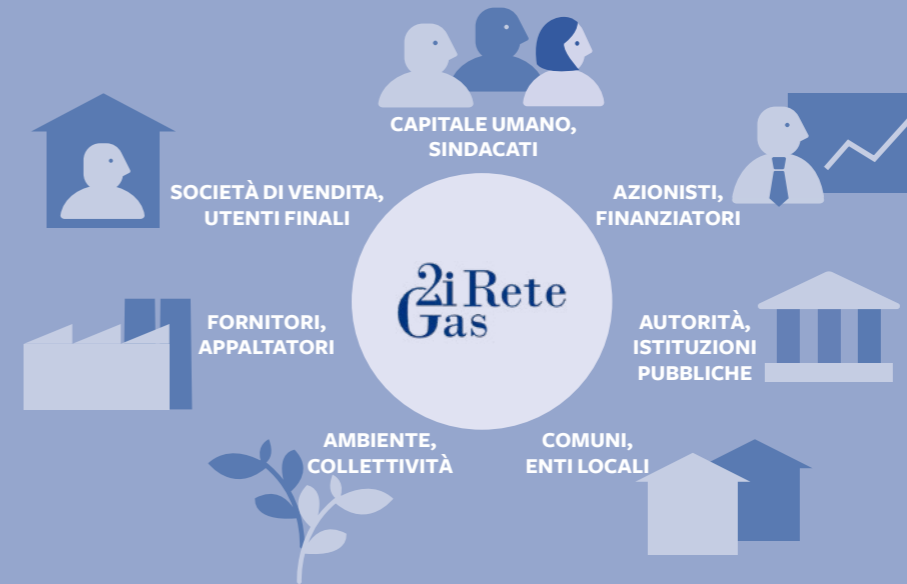 CAPITALE UMANO,
SINDACATI
SOCIETÀ DI VENDITA,
UTENTI FINALI
AZIONISTI,
FINANZIATORI
2i Rete
Gas
FORNITORI,
APPALTATORI
AUTORITÀ,
ISTITUZIONI
PUBBLICHE
AMBIENTE,
COLLETTIVITÀ
COMUNI,
ENTI LOCALI